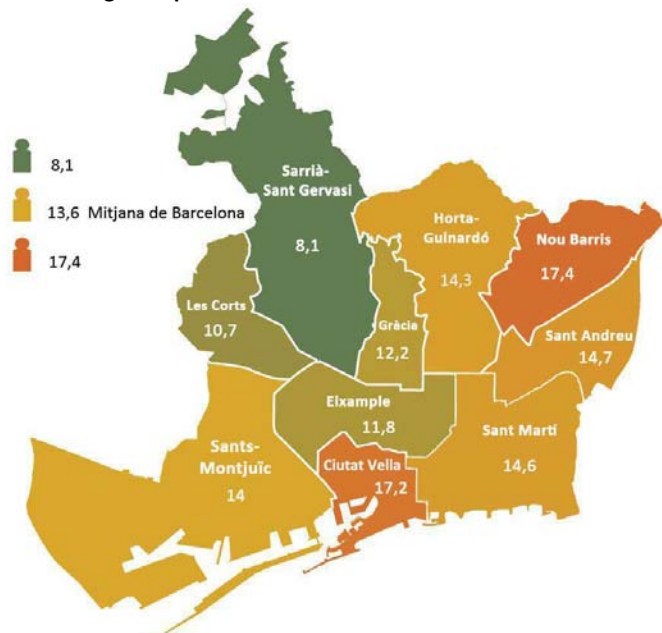 8,1
13,6 Mitjana de Barcelona
17,4
Sarrià-
Sant Gervasi
8,1
Horta-
Guinardó
14,3
Nou Barris
17,4
Les Corts
10,7
Gràcia
12,2
Sant Andreu
14,7
Eixample
11,8
Sant Martí
14,6
Sants-
Montjuïc
14
Ciutat Vella
17,2